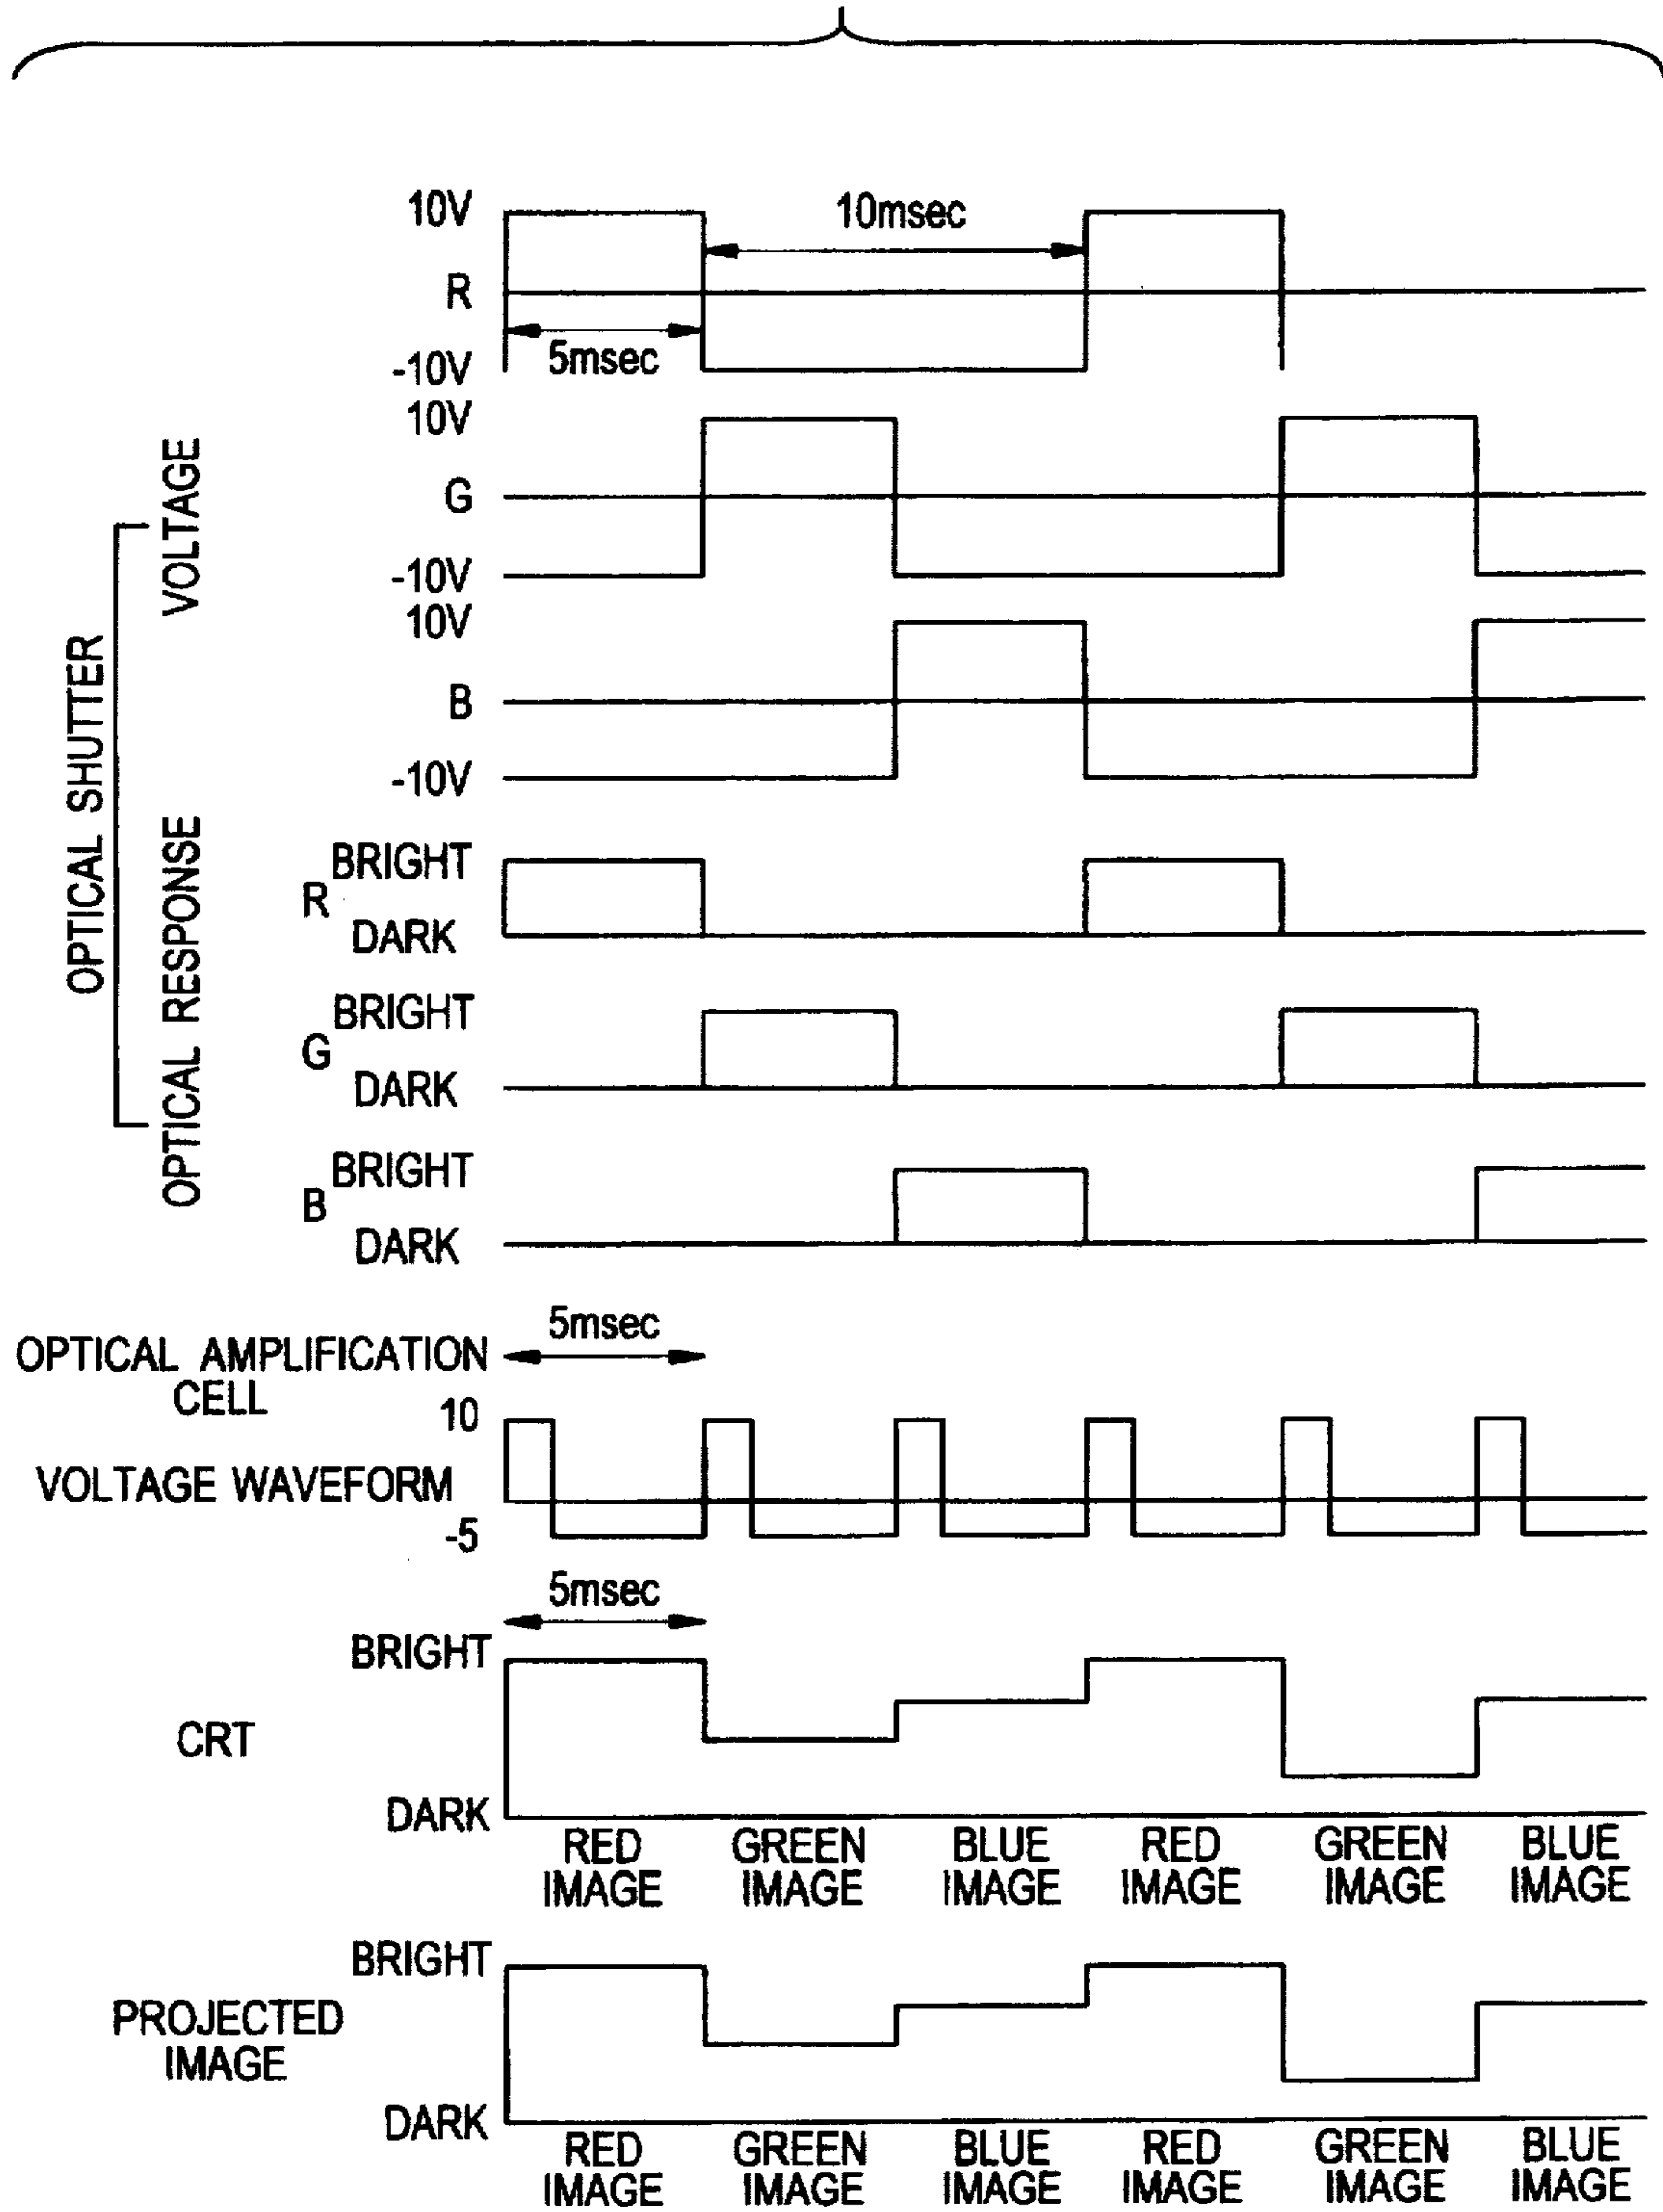 10V
10msec
R
5msec
-10V
10V
G
-10V
10V
B
-10V
OPTICAL SHUTTER
VOLTAGE
OPTICAL RESPONSE
BRIGHT
R
DARK
BRIGHT
G
DARK
BRIGHT
B
DARK
5msec
OPTICAL AMPLIFICATION
CELL
10
VOLTAGE WAVEFORM
-5
5msec
BRIGHT
CRT
DARK
RED IMAGE
GREEN IMAGE
BLUE IMAGE
RED IMAGE
GREEN IMAGE
BLUE IMAGE
BRIGHT
PROJECTED
IMAGE
DARK
RED IMAGE
GREEN IMAGE
BLUE IMAGE
RED IMAGE
GREEN IMAGE
BLUE IMAGE